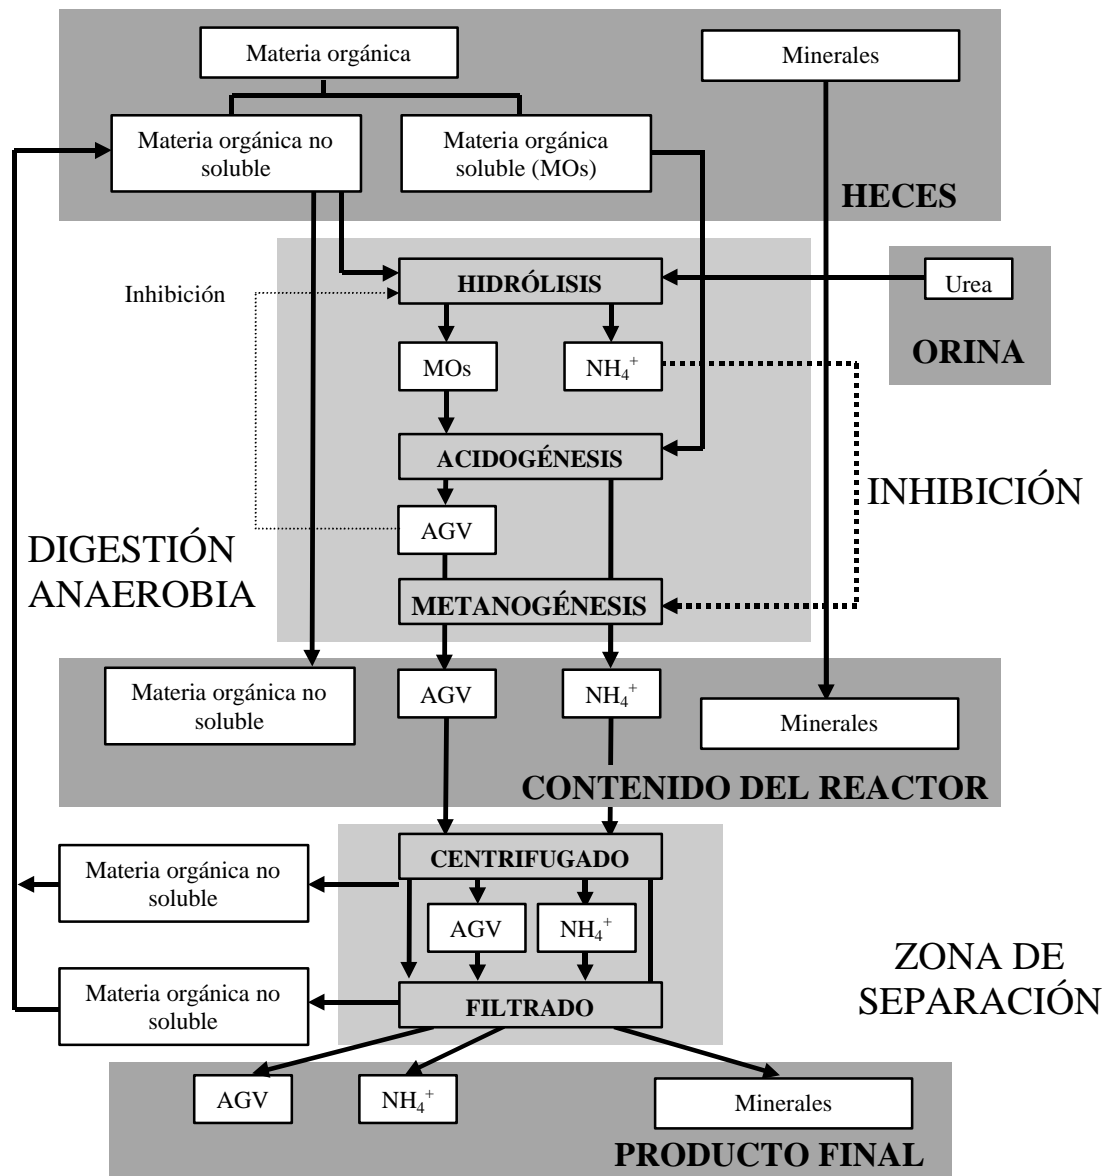 Materia orgánica
Minerales
Materia orgánica no
soluble
Materia orgánica
soluble (MOs)
HECES
HIDRÓLISIS
Inhibición
Urea
ORINA
MOs
NH₄⁺
ACIDOGÉNESIS
INHIBICIÓN
AGV
DIGESTIÓN
ANAEROBIA
METANOGÉNESIS
Materia orgánica no
soluble
AGV
NH₄⁺
Minerales
CONTENIDO DEL REACTOR
CENTRIFUGADO
Materia orgánica no
soluble
AGV
NH₄⁺
ZONA DE
SEPARACIÓN
Materia orgánica no
soluble
FILTRADO
AGV
NH₄⁺
Minerales
PRODUCTO FINAL